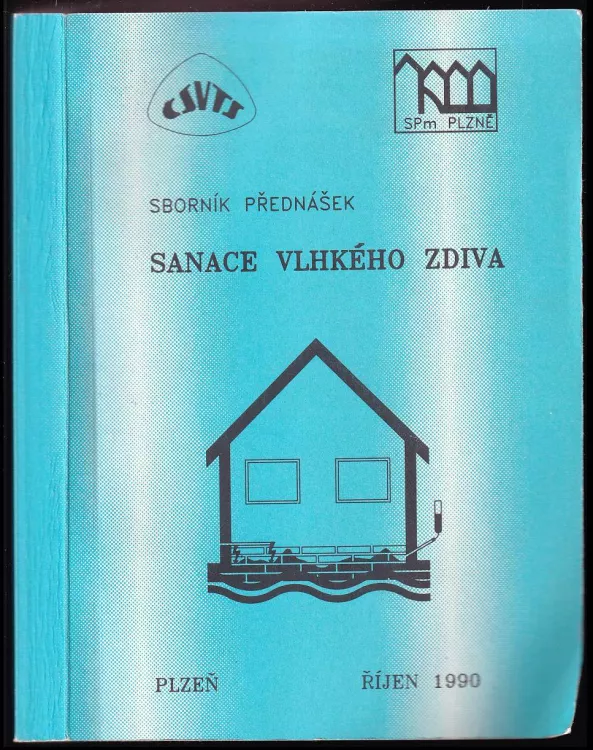 ČSVTS
SPm PLZNĚ
SBORNÍK PŘEDNÁŠEK
SANACE VLHKÉHO ZDIVA
PLZEŇ
ŘÍJEN 1990